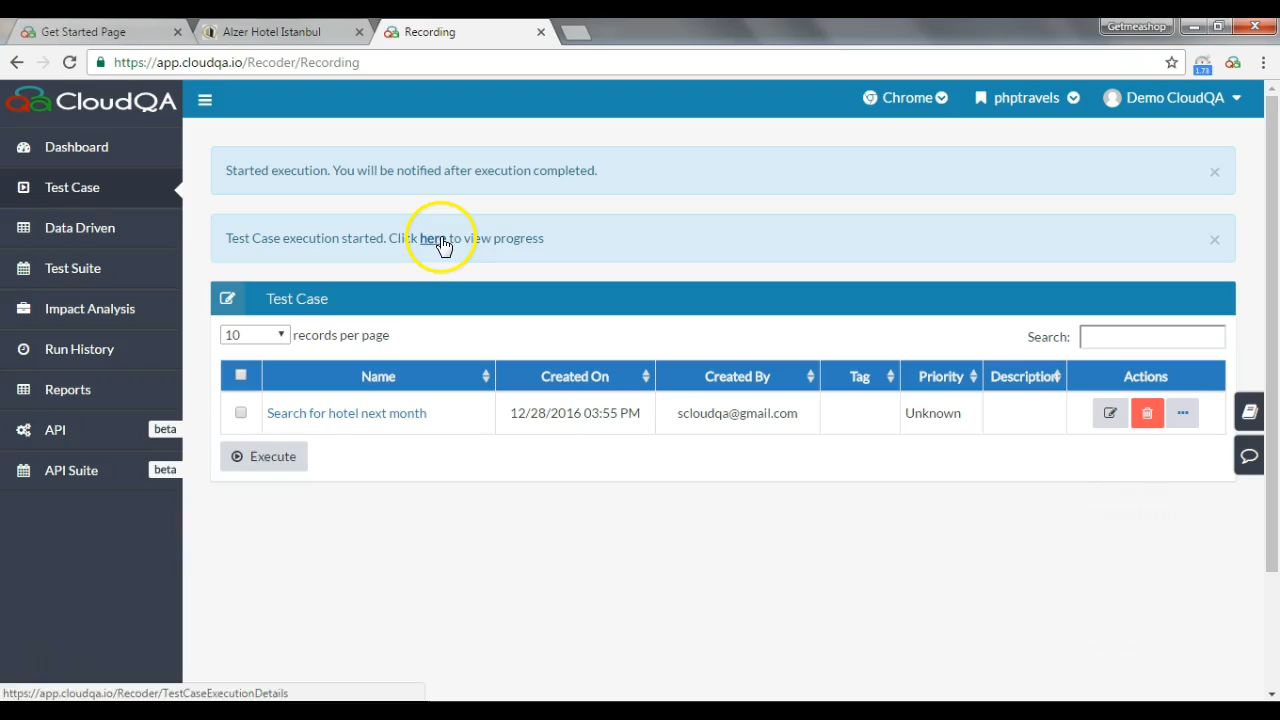 Get Started Page
Alzer Hotel Istanbul
Recording
Getmeashop
https://app.cloudqa.io/Recoder/Recording
1.73
CloudQA
Chrome
phptravels
Demo CloudQA
Dashboard
Test Case
Data Driven
Test Suite
Impact Analysis
Run History
Reports
API beta
API Suite beta
Started execution. You will be notified after execution completed.
Test Case execution started. Click here to view progress
Test Case
10 records per page
Search:
Name Created On Created By Tag Priority Description Actions
Search for hotel next month 12/28/2016 03:55 PM scloudqa@gmail.com Unknown
Execute
https://app.cloudqa.io/Recoder/TestCaseExecutionDetails